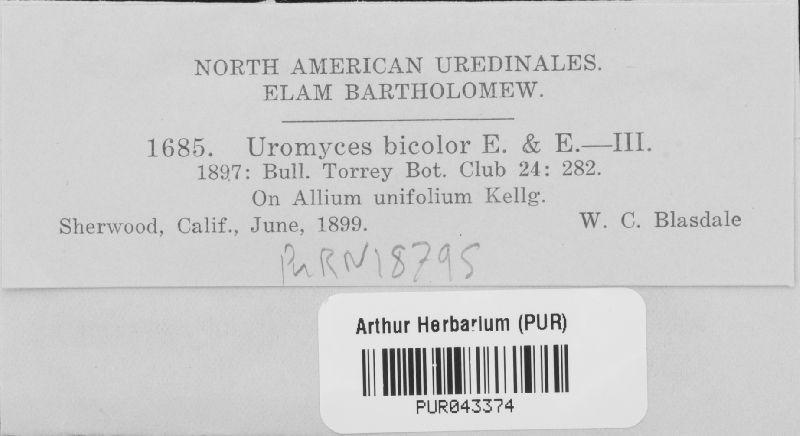 NORTH AMERICAN UREDINALES.
ELAM BARTHOLOMEW.
1685. Uromyces bicolor E. & E.—III.
1897: Bull. Torrey Bot. Club 24: 282.
On Allium unifolium Kellg.
Sherwood, Calif., June, 1899. W. C. Blasdale
PURN18795
Arthur Herbarium (PUR)
PUR043374